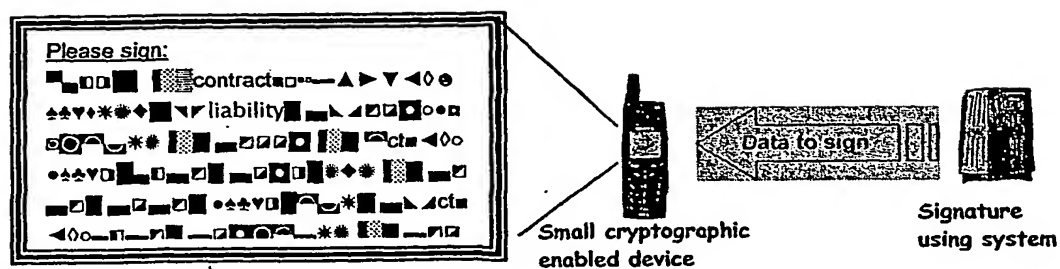 Please sign:
contract
liability
ct
ct
Data to sign
Small cryptographic
enabled device
Signature
using system